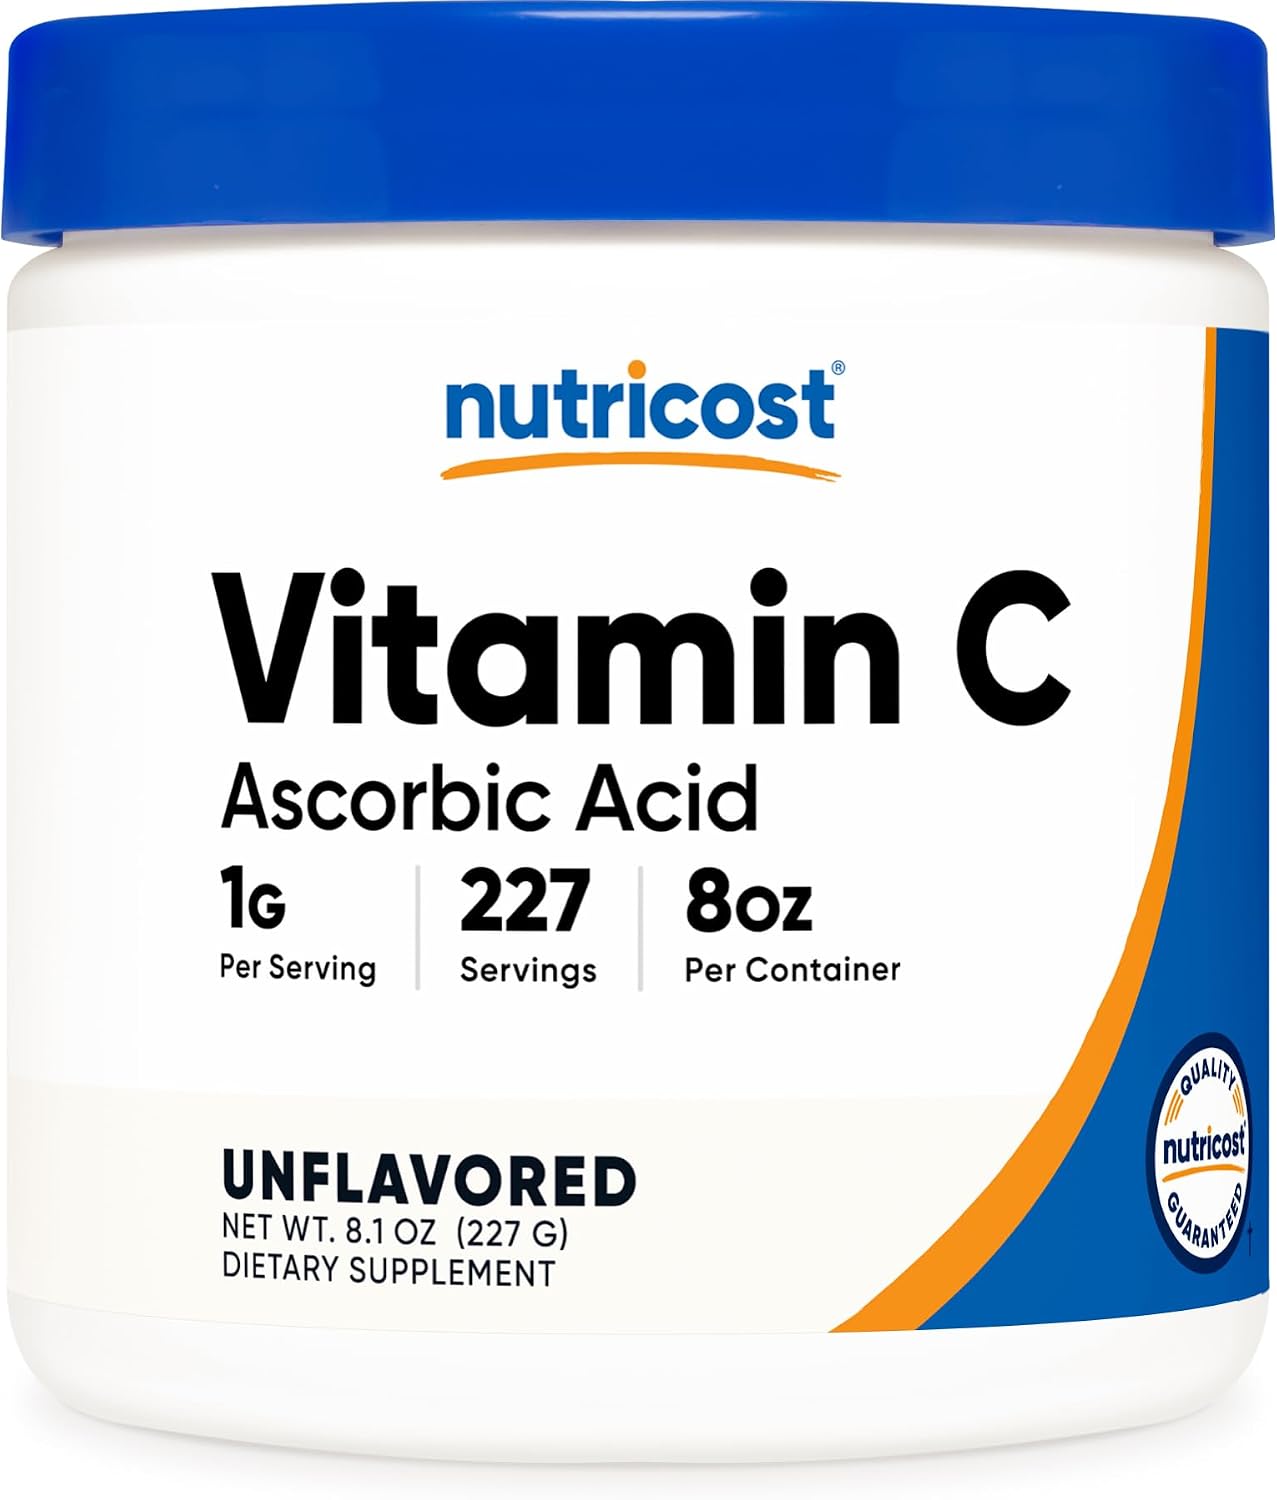 nutricost®
Vitamin C
Ascorbic Acid
1G
Per Serving
227
Servings
8oz
Per Container
UNFLAVORED
NET WT. 8.1 OZ (227 G)
DIETARY SUPPLEMENT
QUALITY
nutricost
GUARANTEED
†